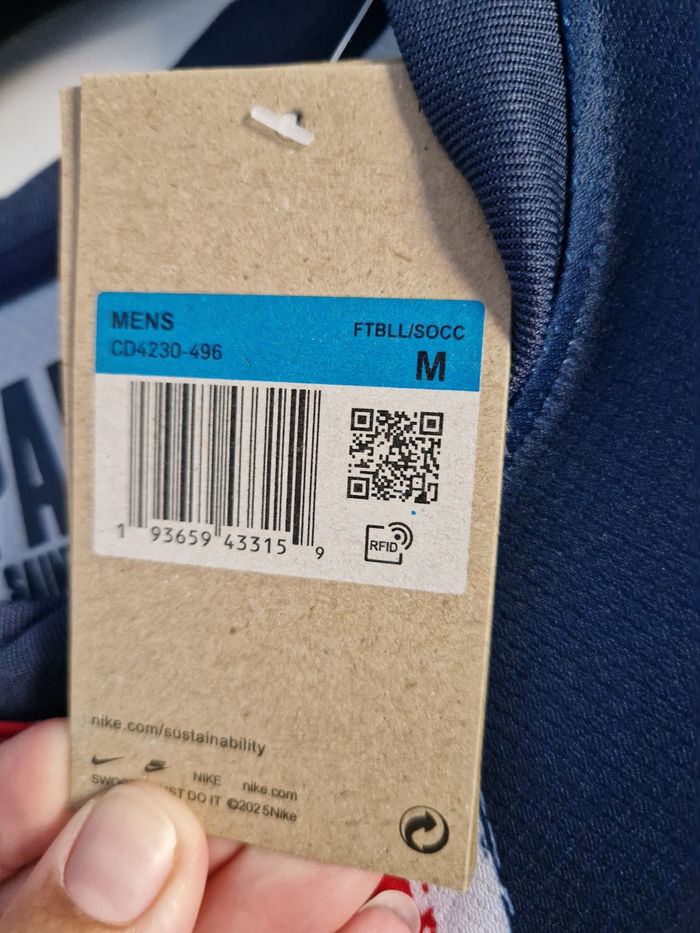 MENS
FTBLL/SOCC
CD4230-496
M
1 93659 43315 9
RFID
nike.com/sustainability
NIKE nike.com
DO IT ©2025Nike
PA